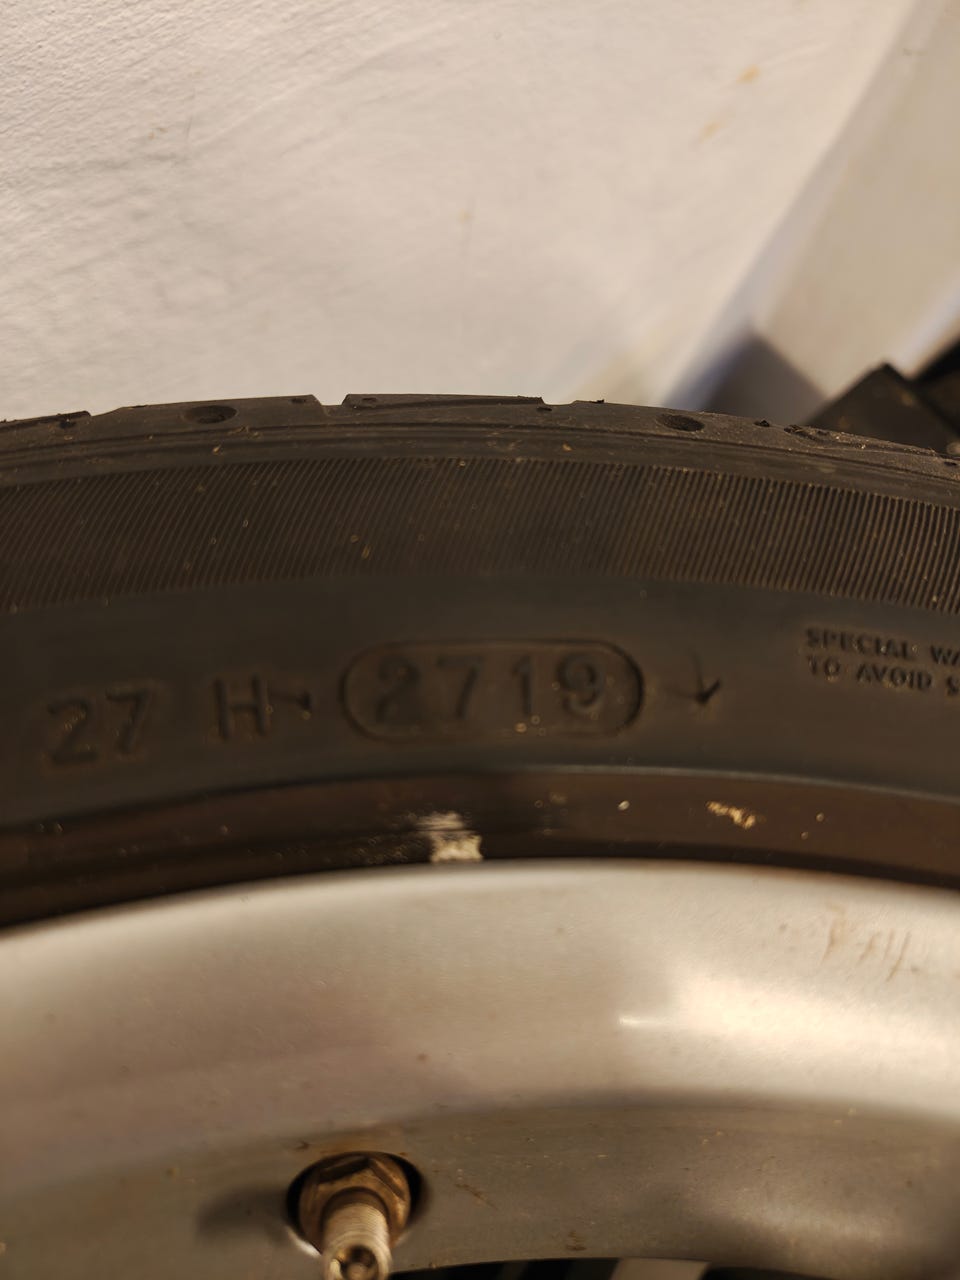 27 H 2719
SPECIAL
TO AVOID